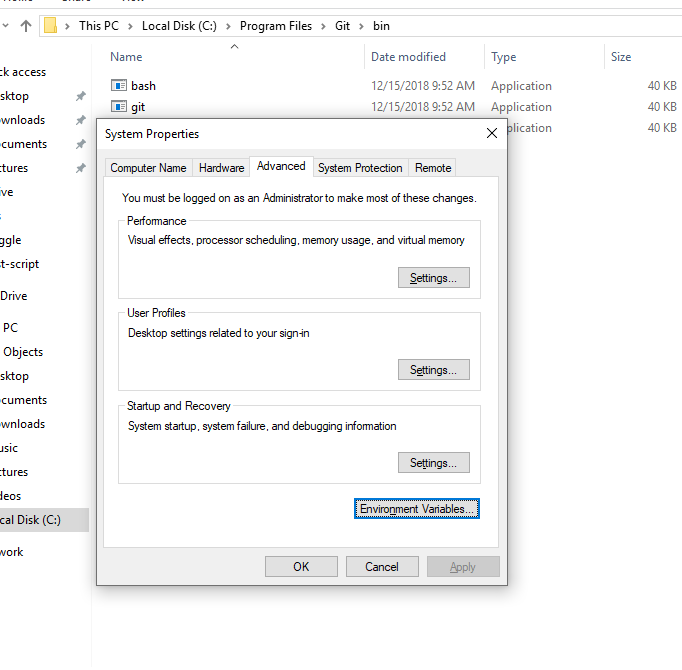 This PC > Local Disk (C:) > Program Files > Git > bin
Name Date modified Type Size
ck access
bash 12/15/2018 9:52 AM Application 40 KB
sktop
git 12/15/2018 9:52 AM Application 40 KB
wnloads
pplication 40 KB
cuments
ctures
ive
s
ggle
t-script
Drive
PC
Objects
sktop
ocuments
wnloads
usic
ctures
deos
cal Disk (C:)
work
System Properties
Computer Name Hardware Advanced System Protection Remote
You must be logged on as an Administrator to make most of these changes.
Performance
Visual effects, processor scheduling, memory usage, and virtual memory
Settings...
User Profiles
Desktop settings related to your sign-in
Settings...
Startup and Recovery
System startup, system failure, and debugging information
Settings...
Environment Variables...
OK Cancel Apply